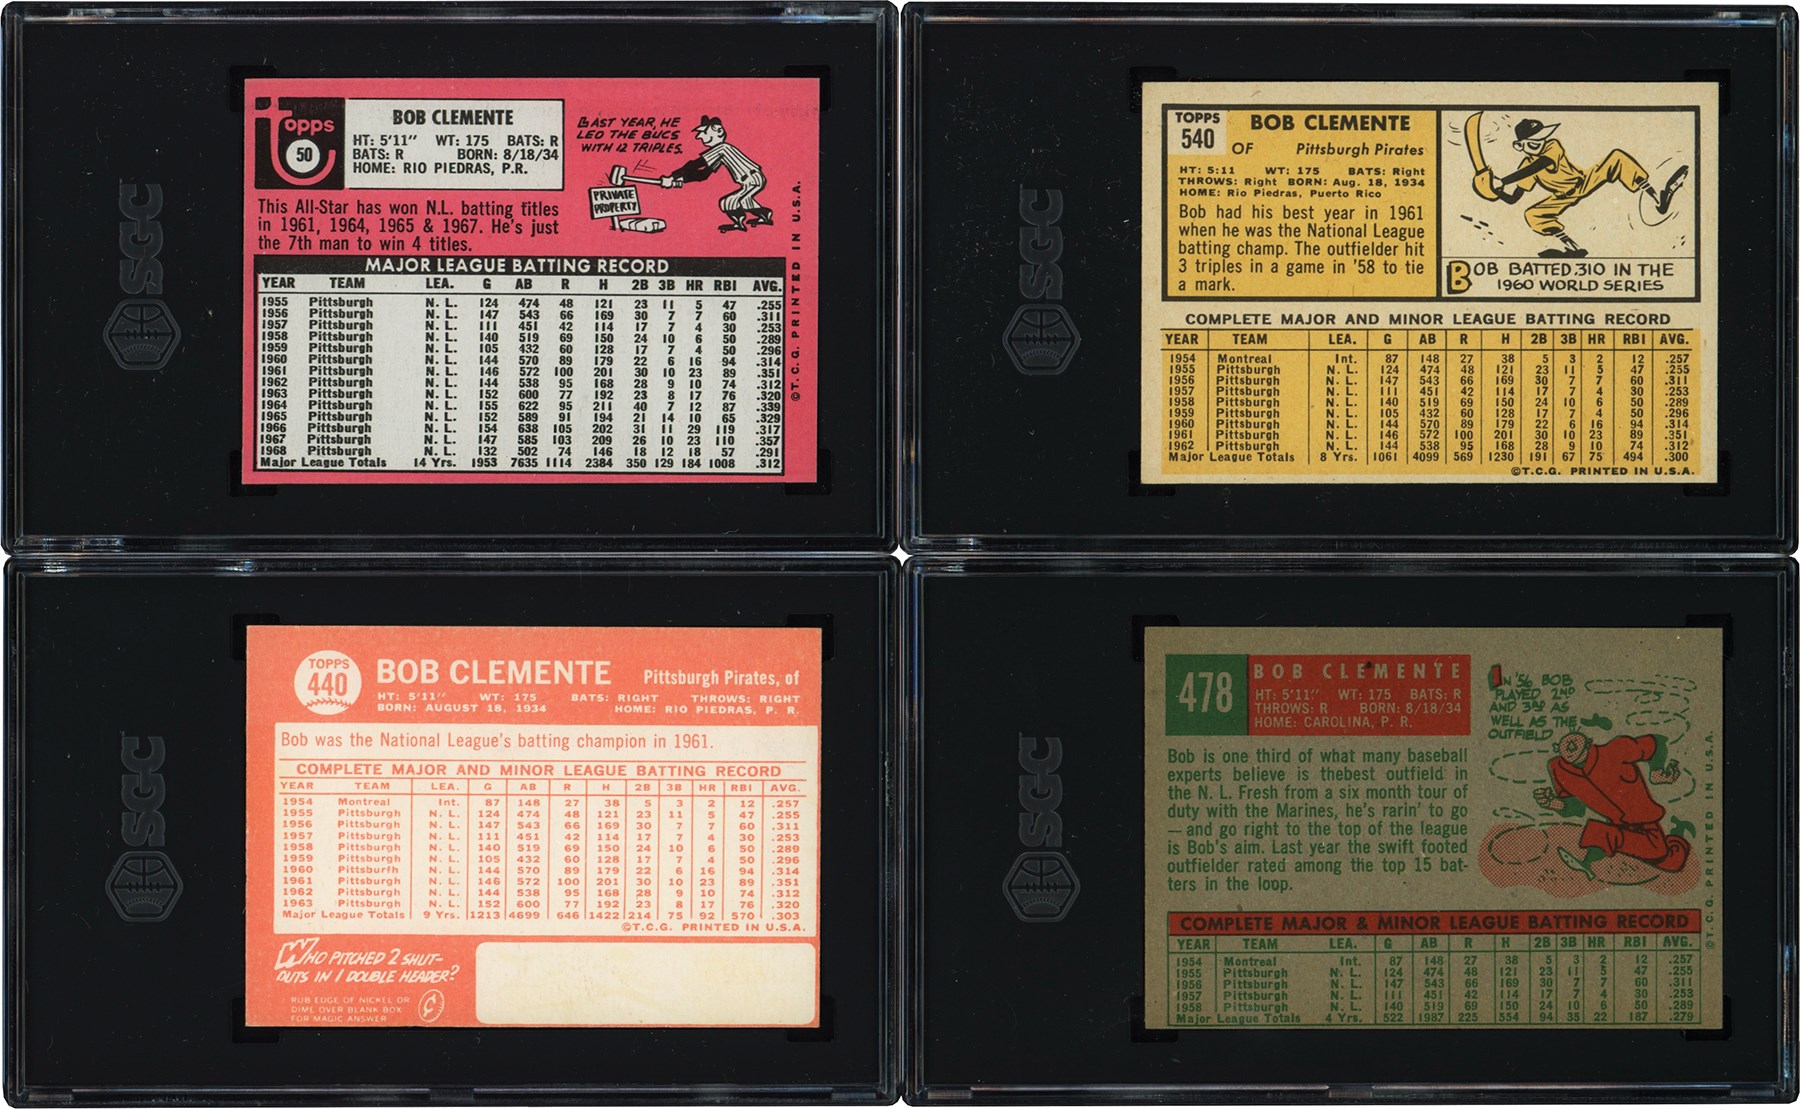 SGC
Topps
50
BOB CLEMENTE
HT: 5'11" WT: 175 BATS: R
BATS: R BORN: 8/18/34
HOME: RIO PIEDRAS, P.R.
LAST YEAR, HE
LED THE BUCS
WITH 12 TRIPLES.
PRIVATE
PROPERTY
This All-Star has won N.L. batting titles
in 1961, 1964, 1965 & 1967. He's just
the 7th man to win 4 titles.
MAJOR LEAGUE BATTING RECORD
YEAR TEAM LEA. G AB R H 2B 3B HR RBI AVG.
1955 Pittsburgh N. L. 124 474 48 121 23 11 5 47 .255
1956 Pittsburgh N. L. 147 543 66 169 30 7 7 60 .311
1957 Pittsburgh N. L. 111 451 42 114 17 7 4 30 .253
1958 Pittsburgh N. L. 140 519 69 150 24 10 6 50 .289
1959 Pittsburgh N. L. 105 432 60 128 17 7 4 50 .296
1960 Pittsburgh N. L. 144 570 89 179 22 6 16 94 .314
1961 Pittsburgh N. L. 146 572 100 201 30 10 23 89 .351
1962 Pittsburgh N. L. 144 538 95 168 28 9 10 74 .312
1963 Pittsburgh N. L. 152 600 77 192 23 8 17 76 .320
1964 Pittsburgh N. L. 155 622 95 211 40 7 12 87 .339
1965 Pittsburgh N. L. 152 589 91 194 21 14 10 65 .329
1966 Pittsburgh N. L. 154 638 105 202 31 11 29 119 .317
1967 Pittsburgh N. L. 147 585 103 209 26 10 23 110 .357
1968 Pittsburgh N. L. 132 502 74 146 18 12 18 57 .291
Major League Totals 14 Yrs. 1953 7635 1114 2384 350 129 184 1008 .312
©T.C.G. PRINTED IN U.S.A.
SGC
TOPPS
540
BOB CLEMENTE
OF Pittsburgh Pirates
HT: 5:11 WT: 175 BATS: Right
THROWS: Right BORN: Aug. 18, 1934
HOME: Rio Piedras, Puerto Rico
Bob had his best year in 1961
when he was the National League
batting champ. The outfielder hit
3 triples in a game in '58 to tie
a mark.
BOB BATTED .310 IN THE
1960 WORLD SERIES
COMPLETE MAJOR AND MINOR LEAGUE BATTING RECORD
YEAR TEAM LEA. G AB R H 2B 3B HR RBI AVG.
1954 Montreal Int. 87 148 27 38 5 3 2 12 .257
1955 Pittsburgh N. L. 124 474 48 121 23 11 5 47 .255
1956 Pittsburgh N. L. 147 543 66 169 30 7 7 60 .311
1957 Pittsburgh N. L. 111 451 42 114 17 7 4 30 .253
1958 Pittsburgh N. L. 140 519 69 150 24 10 6 50 .289
1959 Pittsburgh N. L. 105 432 60 128 17 7 4 50 .296
1960 Pittsburgh N. L. 144 570 89 179 22 6 16 94 .314
1961 Pittsburgh N. L. 146 572 100 201 30 10 23 89 .351
1962 Pittsburgh N. L. 144 538 95 168 28 9 10 74 .312
Major League Totals 8 Yrs. 1061 4099 569 1230 191 67 75 494 .300
©T.C.G. PRINTED IN U.S.A.
SGC
TOPPS
440
BOB CLEMENTE Pittsburgh Pirates, of
HT: 5'11" WT: 175 BATS: RIGHT THROWS: RIGHT
BORN: AUGUST 18, 1934 HOME: RIO PIEDRAS, P. R.
Bob was the National League's batting champion in 1961.
COMPLETE MAJOR AND MINOR LEAGUE BATTING RECORD
YEAR TEAM LEA. G AB R H 2B 3B HR RBI AVG.
1954 Montreal Int. 87 148 27 38 5 3 2 12 .257
1955 Pittsburgh N. L. 124 474 48 121 23 11 5 47 .255
1956 Pittsburgh N. L. 147 543 66 169 30 7 7 60 .311
1957 Pittsburgh N. L. 111 451 42 114 17 7 4 30 .253
1958 Pittsburgh N. L. 140 519 69 150 24 10 6 50 .289
1959 Pittsburgh N. L. 105 432 60 128 17 7 4 50 .296
1960 Pittsburgh N. L. 144 570 89 179 22 6 16 94 .314
1961 Pittsburgh N. L. 146 572 100 201 30 10 23 89 .351
1962 Pittsburgh N. L. 144 538 95 168 28 9 10 74 .312
1963 Pittsburgh N. L. 152 600 77 192 23 8 17 76 .320
Major League Totals 9 Yrs. 1213 4699 646 1422 214 75 92 570 .303
©T.C.G. PRINTED IN U.S.A.
WHO PITCHED 2 SHUT-
OUTS IN 1 DOUBLE HEADER?
RUB EDGE OF NICKEL OR
DIME OVER BLANK BOX
FOR MAGIC ANSWER
SGC
478
BOB CLEMENTE
HT: 5'11" WT: 175 BATS: R
THROWS: R BORN: 8/18/34
HOME: CAROLINA, P. R.
IN '56 BOB
PLAYED 2ND
AND 3RD AS
WELL AS THE
OUTFIELD
Bob is one third of what many baseball
experts believe is thebest outfield in
the N. L. Fresh from a six month tour of
duty with the Marines, he's rarin' to go
—and go right to the top of the league
is Bob's aim. Last year the swift footed
outfielder rated among the top 15 bat-
ters in the loop.
COMPLETE MAJOR & MINOR LEAGUE BATTING RECORD
YEAR TEAM LEA. G AB R H 2B 3B HR RBI AVG.
1954 Montreal Int. 87 148 27 38 5 3 2 12 .257
1955 Pittsburgh N. L. 124 474 48 121 23 11 5 47 .255
1956 Pittsburgh N. L. 147 543 66 169 30 7 7 60 .311
1957 Pittsburgh N. L. 111 451 42 114 17 7 4 30 .253
1958 Pittsburgh N. L. 140 519 69 150 24 10 6 50 .289
Major League Totals 4 Yrs. 522 1987 225 554 94 35 22 187 .279
©T.C.G. PRINTED IN U.S.A.